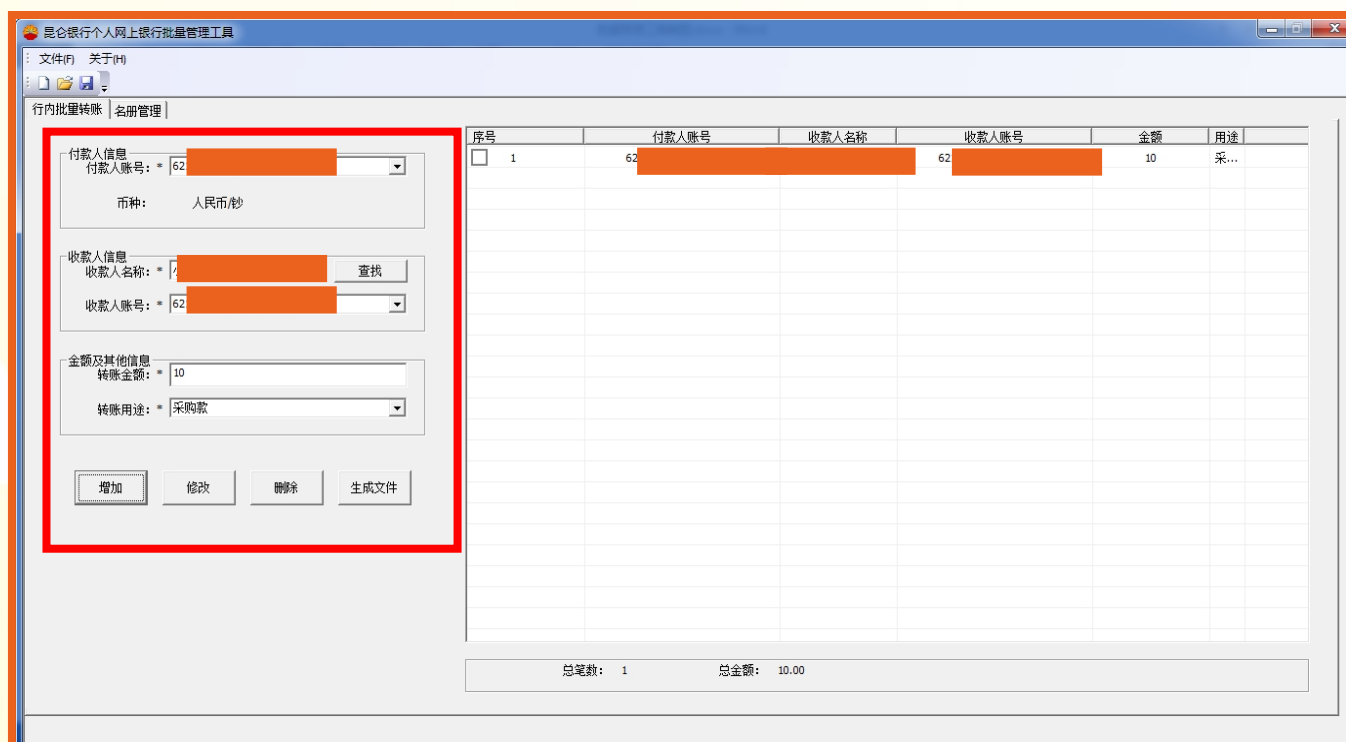 昆仑银行个人网上银行批量管理工具
文件(F) 关于(H)
行内批里转账 名册管理
付款人信息
付款人账号： * 62
币种： 人民币/钞
收款人信息
收款人名称： * 查找
收款人账号： * 62
金额及其他信息
转账金额： * 10
转账用途： * 采购款
增加 修改 删除 生成文件
序号 付款人账号 收款人名称 收款人账号 金额 用途
1 62 62 10 采...
总笔数： 1 总金额： 10.00